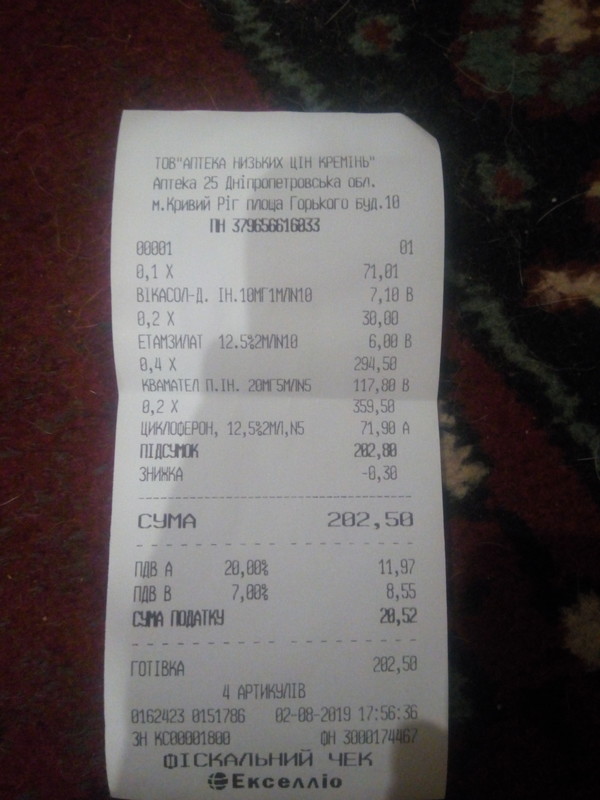 ТОВ"АПТЕКА НИЗЬКИХ ЦІН КРЕМІНЬ"
Аптека 25 Дніпропетровська обл.
м.Кривий Ріг площа Горького буд.10
ПН 379656616033
00001 01
0,1 X 71,01
ВІКАСОЛ-Д. ІН.10МГ1МЛN10 7,10 В
0,2 X 30,00
ЕТАМЗИЛАТ 12.5%2МЛN10 6,00 В
0,4 X 294,50
КВАМАТЕЛ П.ІН. 20МГ5МЛN5 117,80 В
0,2 X 359,50
ЦИКЛОФЕРОН, 12,5%2МЛ,N5 71,90 А
ПІДСУМОК 202,80
ЗНИЖКА -0,30
СУМА 202,50
ПДВ А 20,00% 11,97
ПДВ В 7,00% 8,55
СУМА ПОДАТКУ 20,52
ГОТІВКА 202,50
4 АРТИКУЛІВ
0162423 0151786 02-08-2019 17:56:36
ЗН КС00001800 ФН 3000174467
ФІСКАЛЬНИЙ ЧЕК
Екселліо